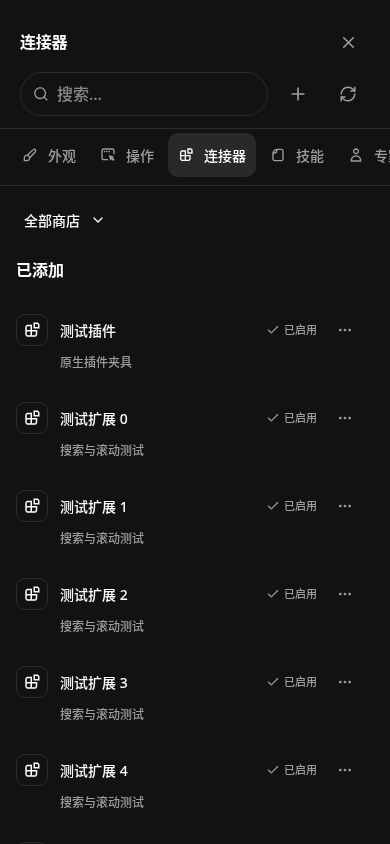 连接器
搜索...
外观 操作 连接器 技能
全部商店
已添加
测试插件 已启用
原生插件夹具
测试扩展 0 已启用
搜索与滚动测试
测试扩展 1 已启用
搜索与滚动测试
测试扩展 2 已启用
搜索与滚动测试
测试扩展 3 已启用
搜索与滚动测试
测试扩展 4 已启用
搜索与滚动测试